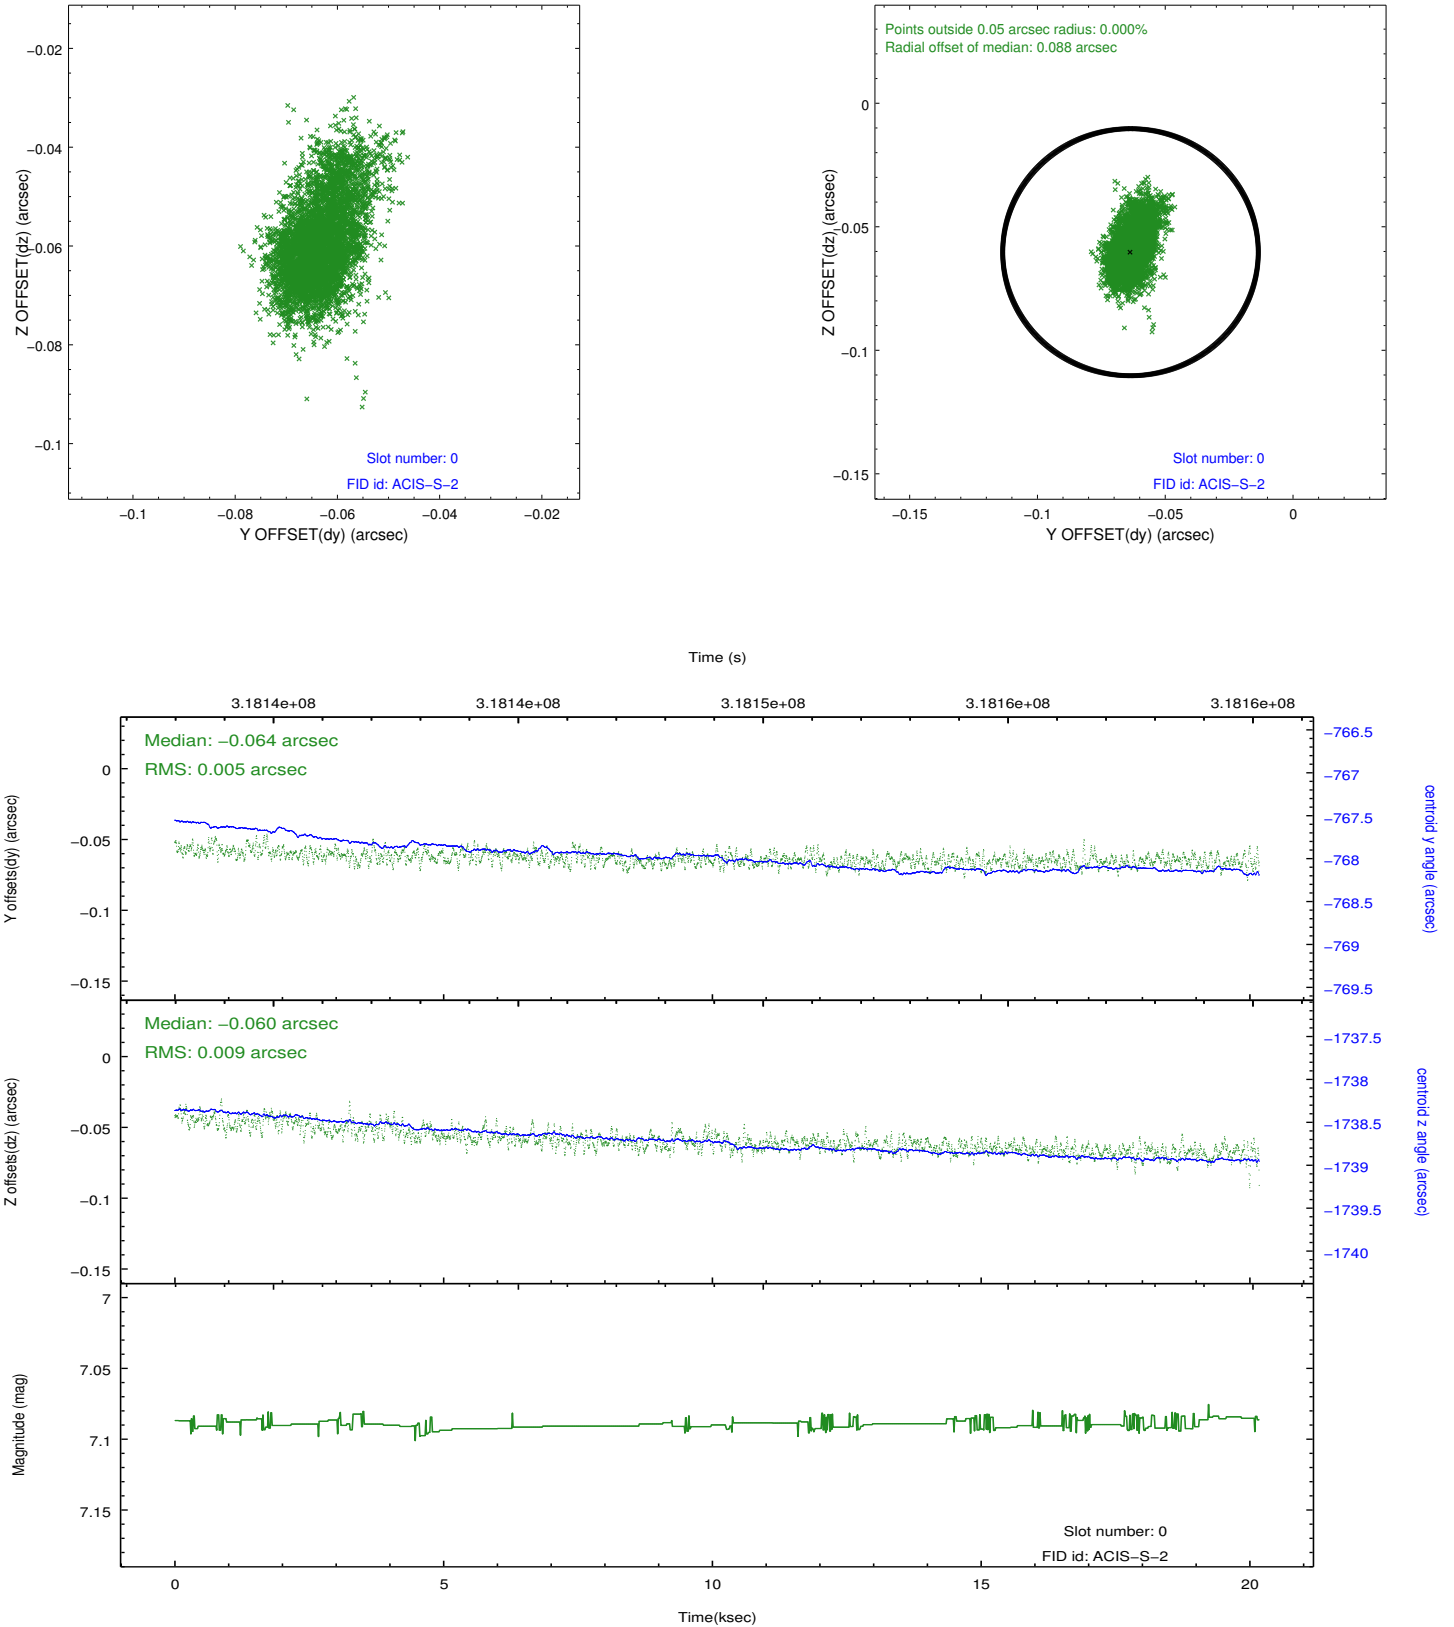 −0.02
−0.04
−0.06
−0.08
−0.1
Z OFFSET(dz) (arcsec)
Slot number: 0
FID id: ACIS−S−2
−0.1
−0.08
−0.06
−0.04
−0.02
Y OFFSET(dy) (arcsec)
Points outside 0.05 arcsec radius: 0.000%
Radial offset of median: 0.088 arcsec
0
−0.05
−0.1
−0.15
Z OFFSET(dz) (arcsec)
Slot number: 0
FID id: ACIS−S−2
−0.15
−0.1
−0.05
0
Y OFFSET(dy) (arcsec)
Time (s)
3.1814e+08
3.1814e+08
3.1815e+08
3.1816e+08
3.1816e+08
Median: −0.064 arcsec
RMS: 0.005 arcsec
0
−0.05
−0.1
−0.15
Y offsets(dy) (arcsec)
−766.5
−767
−767.5
−768
−768.5
−769
−769.5
centroid y angle (arcsec)
Median: −0.060 arcsec
RMS: 0.009 arcsec
0
−0.05
−0.1
−0.15
Z offsets(dz) (arcsec)
−1737.5
−1738
−1738.5
−1739
−1739.5
−1740
centroid z angle (arcsec)
7
7.05
7.1
7.15
Magnitude (mag)
Slot number: 0
FID id: ACIS−S−2
0
5
10
15
20
Time(ksec)